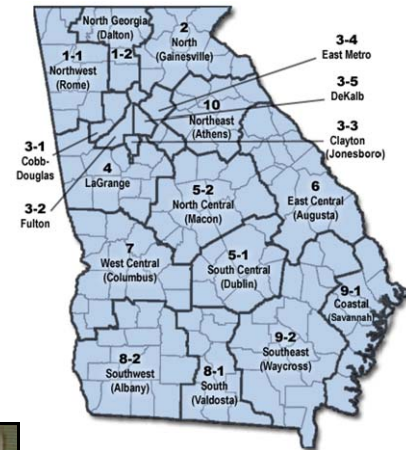 North Georgia
(Dalton)
2
North
(Gainesville)
3-4
East Metro
1-1
Northwest
(Rome)
1-2
3-5
DeKalb
10
Northeast
(Athens)
3-3
Clayton
(Jonesboro)
3-1
Cobb-
Douglas
4
LaGrange
3-2
Fulton
5-2
North Central
(Macon)
6
East Central
(Augusta)
7
West Central
(Columbus)
5-1
South Central
(Dublin)
9-1
Coastal
(Savannah)
9-2
Southeast
(Waycross)
8-2
Southwest
(Albany)
8-1
South
(Valdosta)